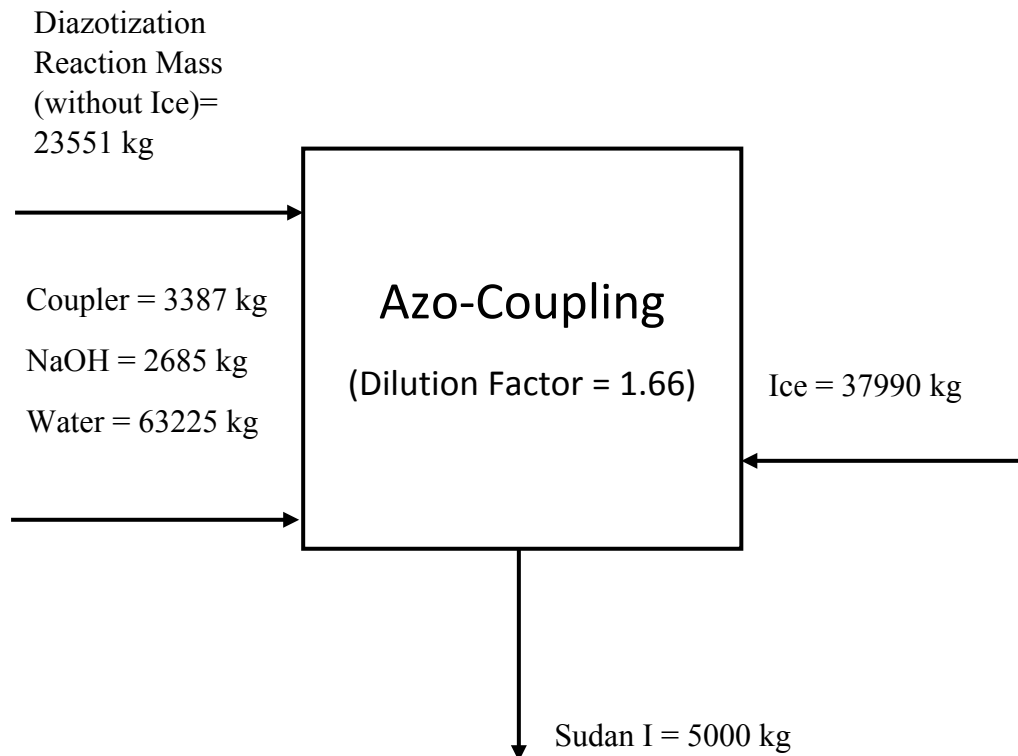 Diazotization
Reaction Mass
(without Ice)=
23551 kg
Coupler = 3387 kg
NaOH = 2685 kg
Water = 63225 kg
Azo-Coupling
(Dilution Factor = 1.66)
Ice = 37990 kg
Sudan I = 5000 kg